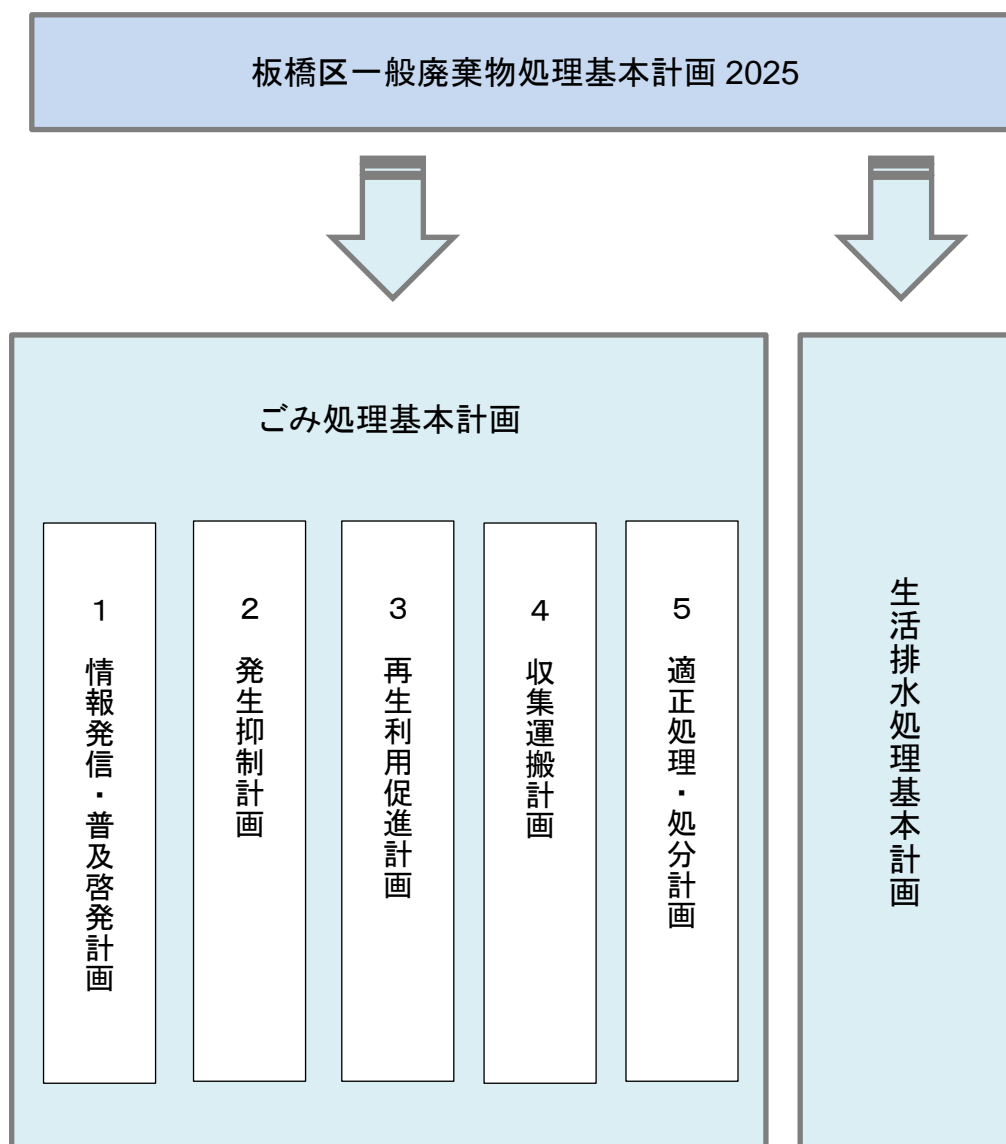 板橋区一般廃棄物処理基本計画 2025
ごみ処理基本計画
1 情報発信・普及啓発計画
2 発生抑制計画
3 再生利用促進計画
4 収集運搬計画
5 適正処理・処分計画
生活排水処理基本計画